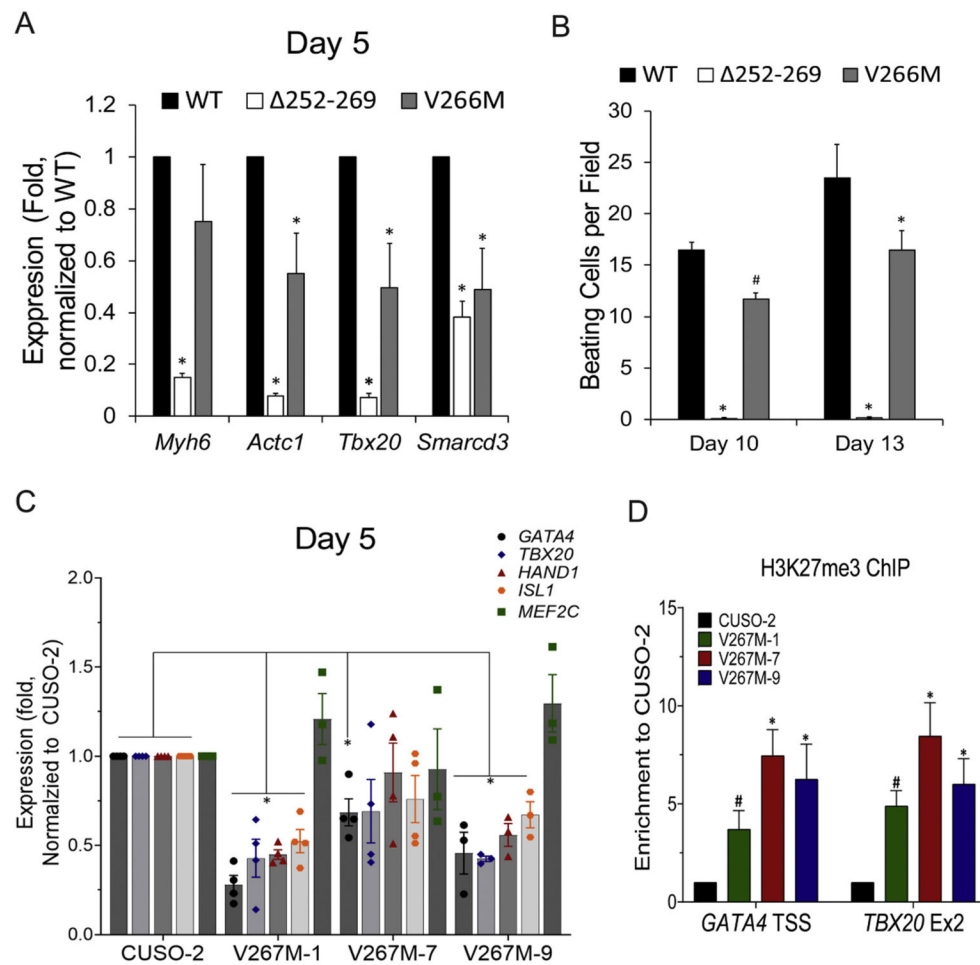 A
Day 5
WT Δ252-269 V266M
Exppresion (Fold,
normalized to WT)
1.2
1
0.8
0.6
0.4
0.2
0
* * * * * * *
Myh6 Actc1 Tbx20 Smarcd3
B
WT Δ252-269 V266M
Beating Cells per Field
30
25
20
15
10
5
0
* # * *
Day 10 Day 13
C
Day 5
GATA4
TBX20
HAND1
ISL1
MEF2C
Expression (fold,
Normalzied to CUSO-2)
2.0
1.5
1.0
0.5
0.0
* * *
CUSO-2 V267M-1 V267M-7 V267M-9
D
H3K27me3 ChIP
CUSO-2
V267M-1
V267M-7
V267M-9
Enrichment to CUSO-2
15
10
5
0
# * * # * *
GATA4 TSS TBX20 Ex2